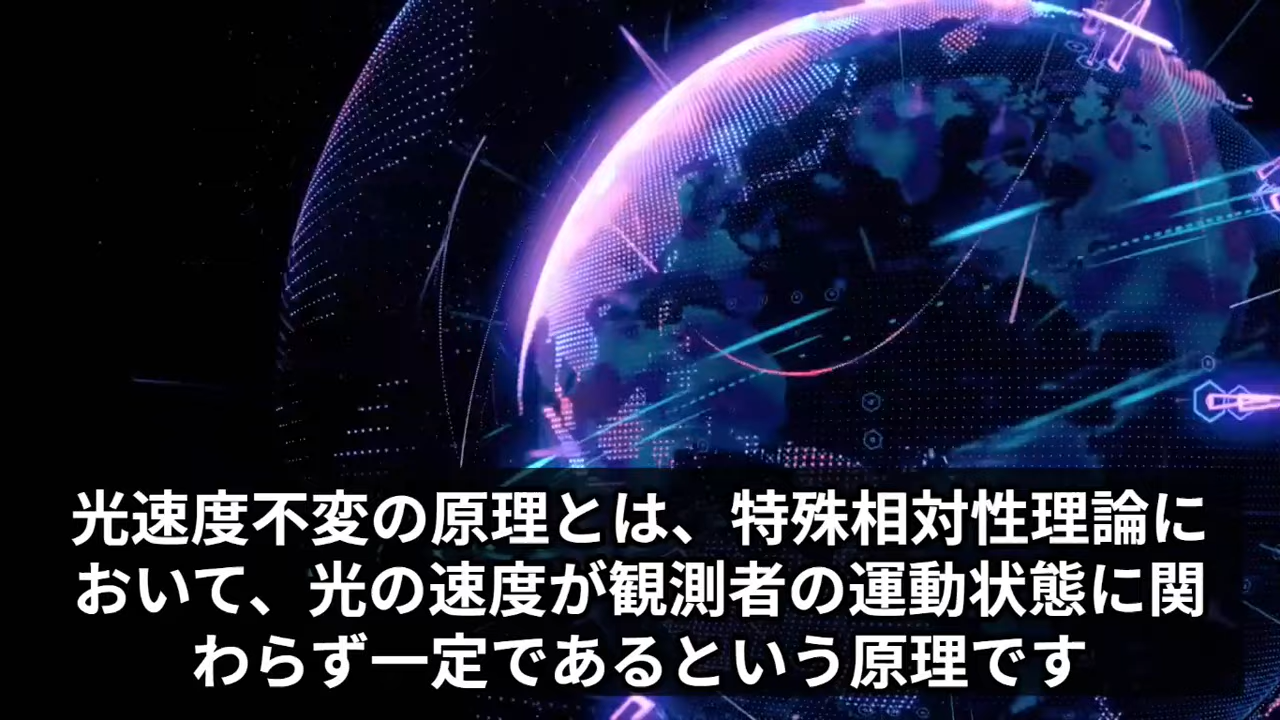 光速度不変の原理とは、特殊相対性理論に
おいて、光の速度が観測者の運動状態に関
わらず一定であるという原理です